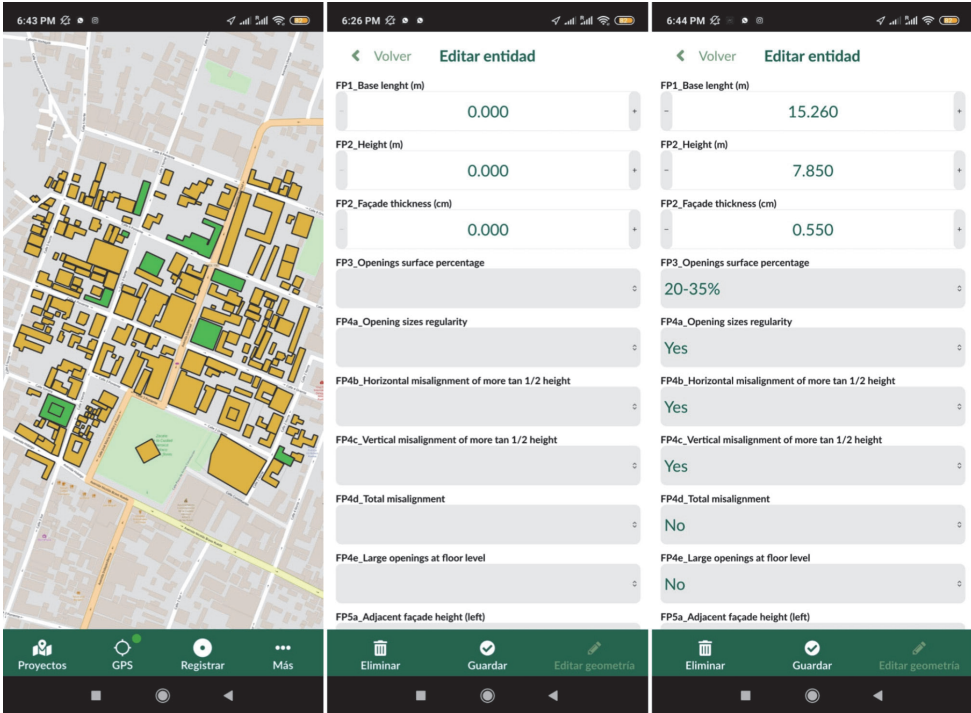 6:43 PM
Proyectos
GPS
Registrar
Más
6:26 PM
Volver
Editar entidad
FP1_Base lenght (m)
-
0.000
+
FP2_Height (m)
-
0.000
+
FP2_Façade thickness (cm)
-
0.000
+
FP3_Openings surface percentage
FP4a_Opening sizes regularity
FP4b_Horizontal misalignment of more tan 1/2 height
FP4c_Vertical misalignment of more tan 1/2 height
FP4d_Total misalignment
FP4e_Large openings at floor level
FP5a_Adjacent façade height (left)
Eliminar
Guardar
Editar geometría
6:44 PM
Volver
Editar entidad
FP1_Base lenght (m)
-
15.260
+
FP2_Height (m)
-
7.850
+
FP2_Façade thickness (cm)
-
0.550
+
FP3_Openings surface percentage
20-35%
FP4a_Opening sizes regularity
Yes
FP4b_Horizontal misalignment of more tan 1/2 height
Yes
FP4c_Vertical misalignment of more tan 1/2 height
Yes
FP4d_Total misalignment
No
FP4e_Large openings at floor level
No
FP5a_Adjacent façade height (left)
Eliminar
Guardar
Editar geometría